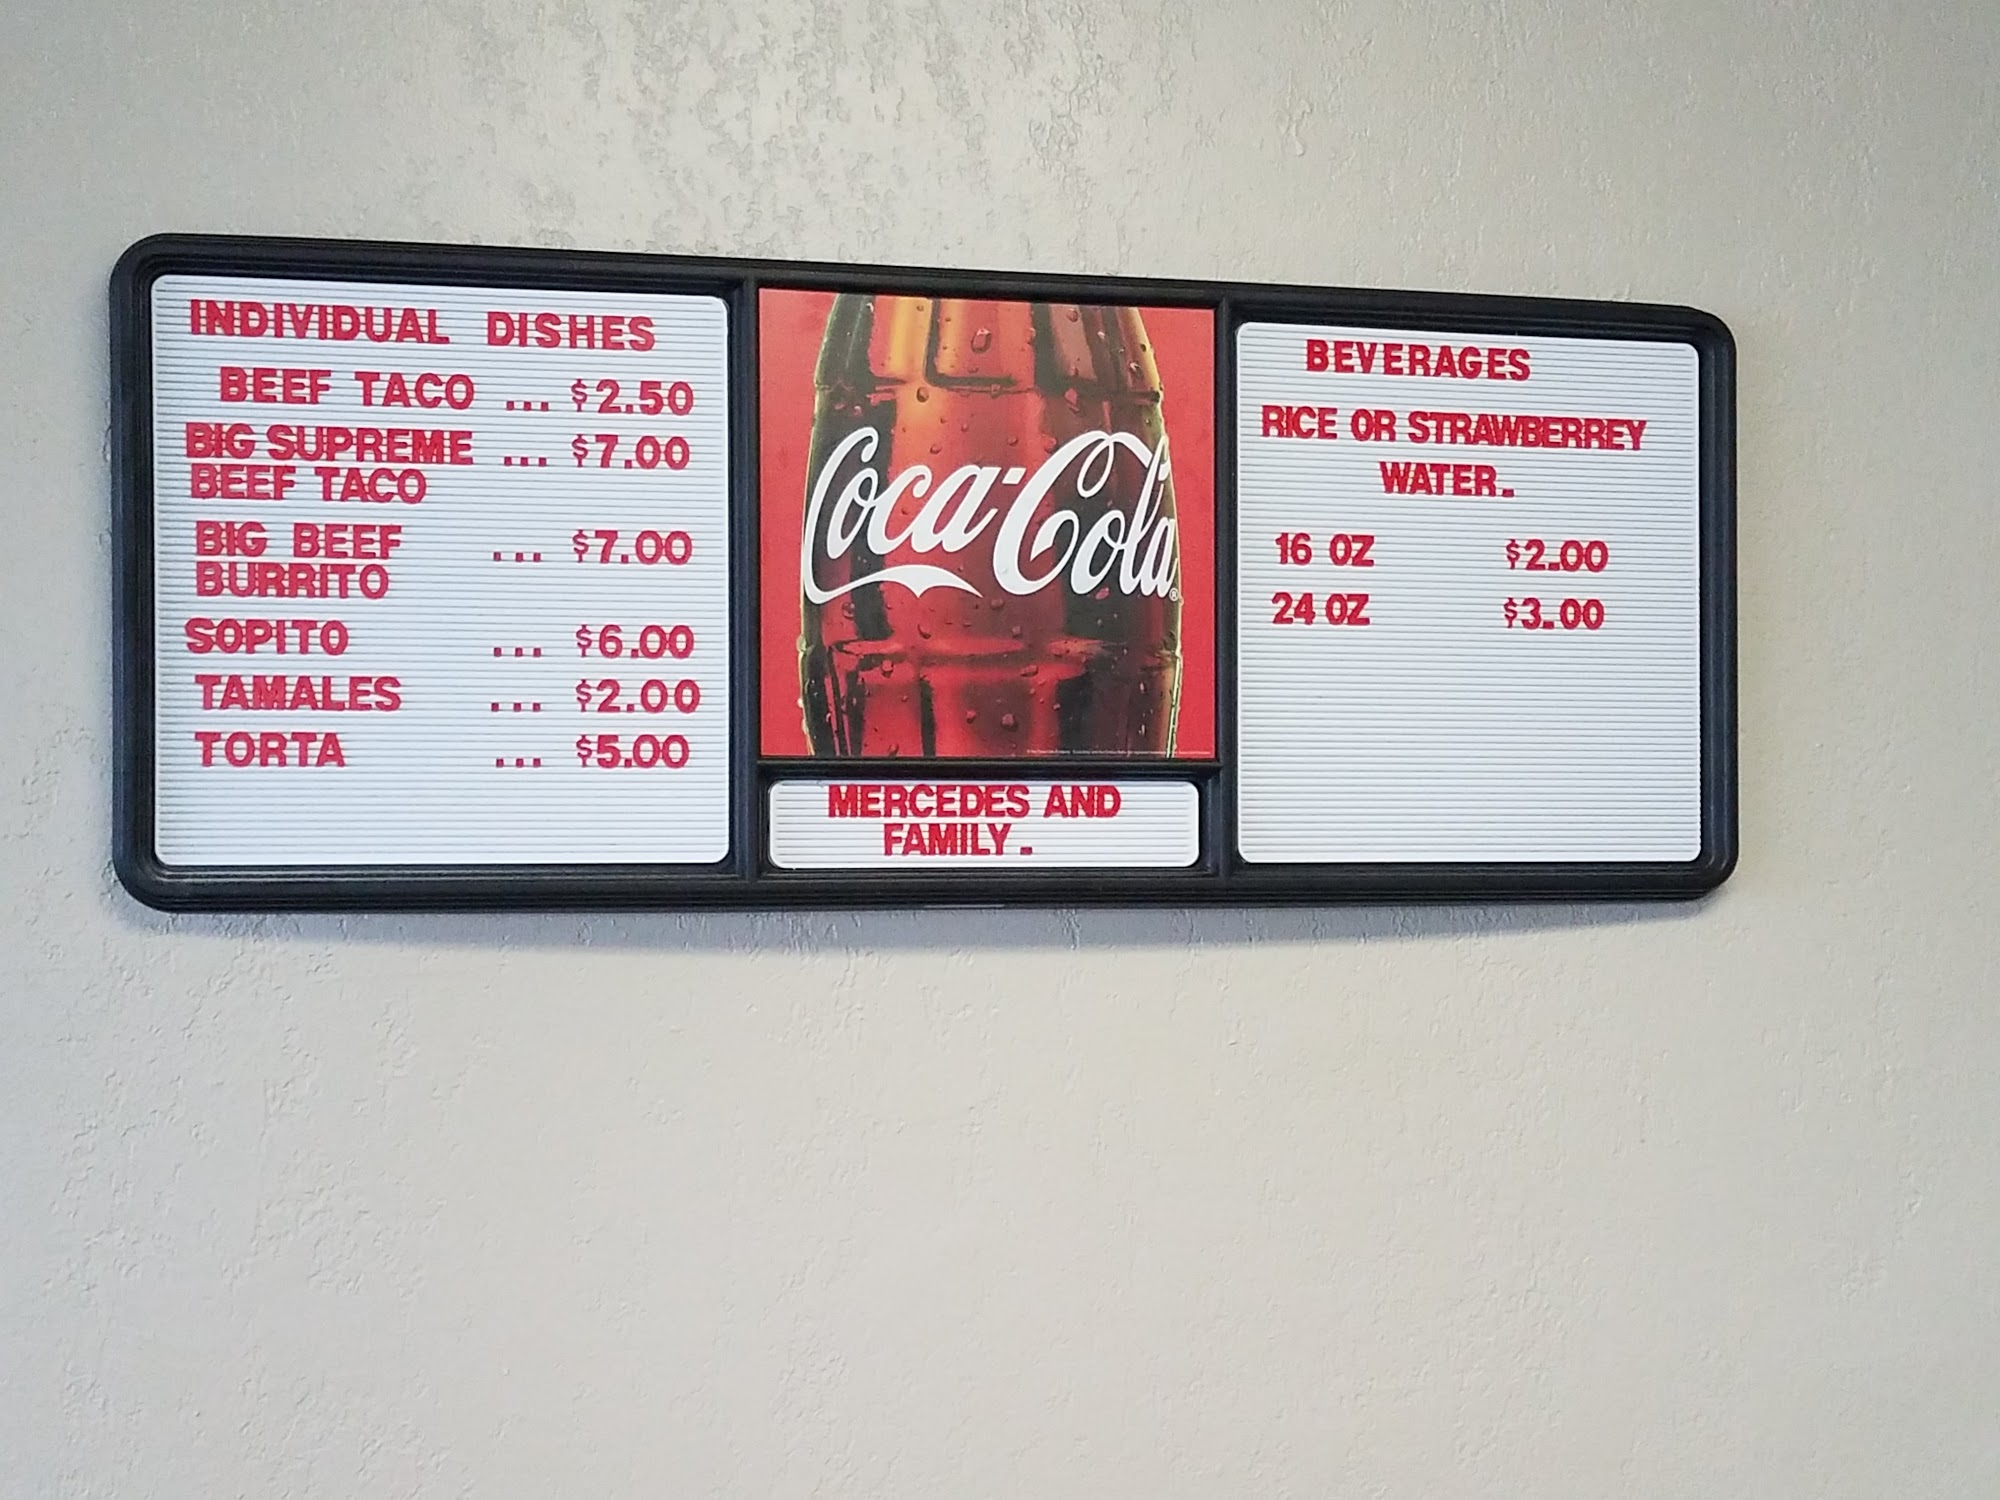 INDIVIDUAL DISHES
BEEF TACO ... $2.50
BIG SUPREME ... $7.00
BEEF TACO
BIG BEEF ... $7.00
BURRITO
SOPITO ... $6.00
TAMALES ... $2.00
TORTA ... $5.00
Coca-Cola®
MERCEDES AND
FAMILY.
BEVERAGES
RICE OR STRAWBERREY
WATER.
16 OZ $2.00
24 OZ $3.00